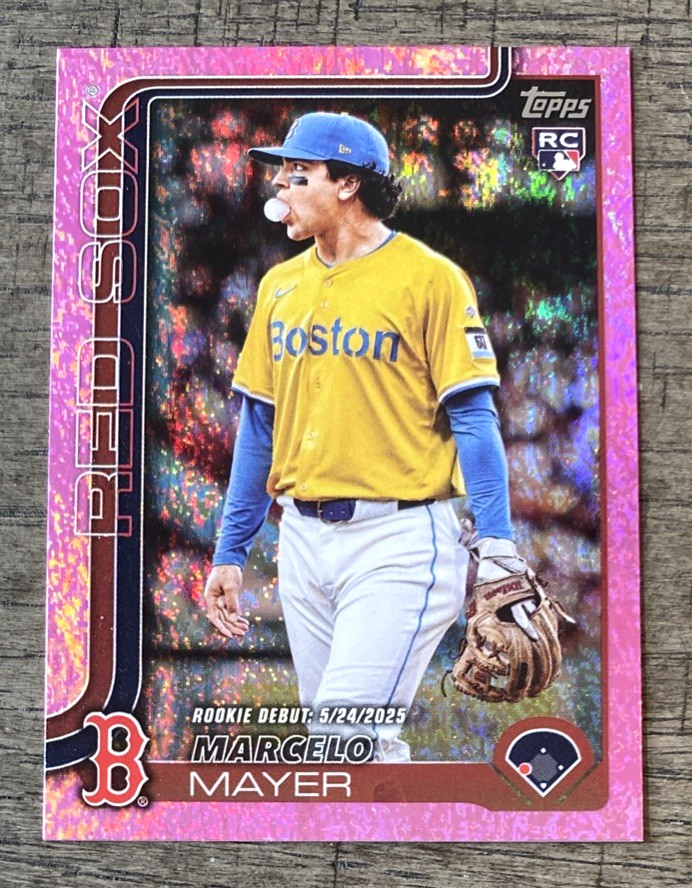 RED SOX®
Topps
RC
Boston
ROOKIE DEBUT: 5/24/2025
MARCELO
MAYER
B®